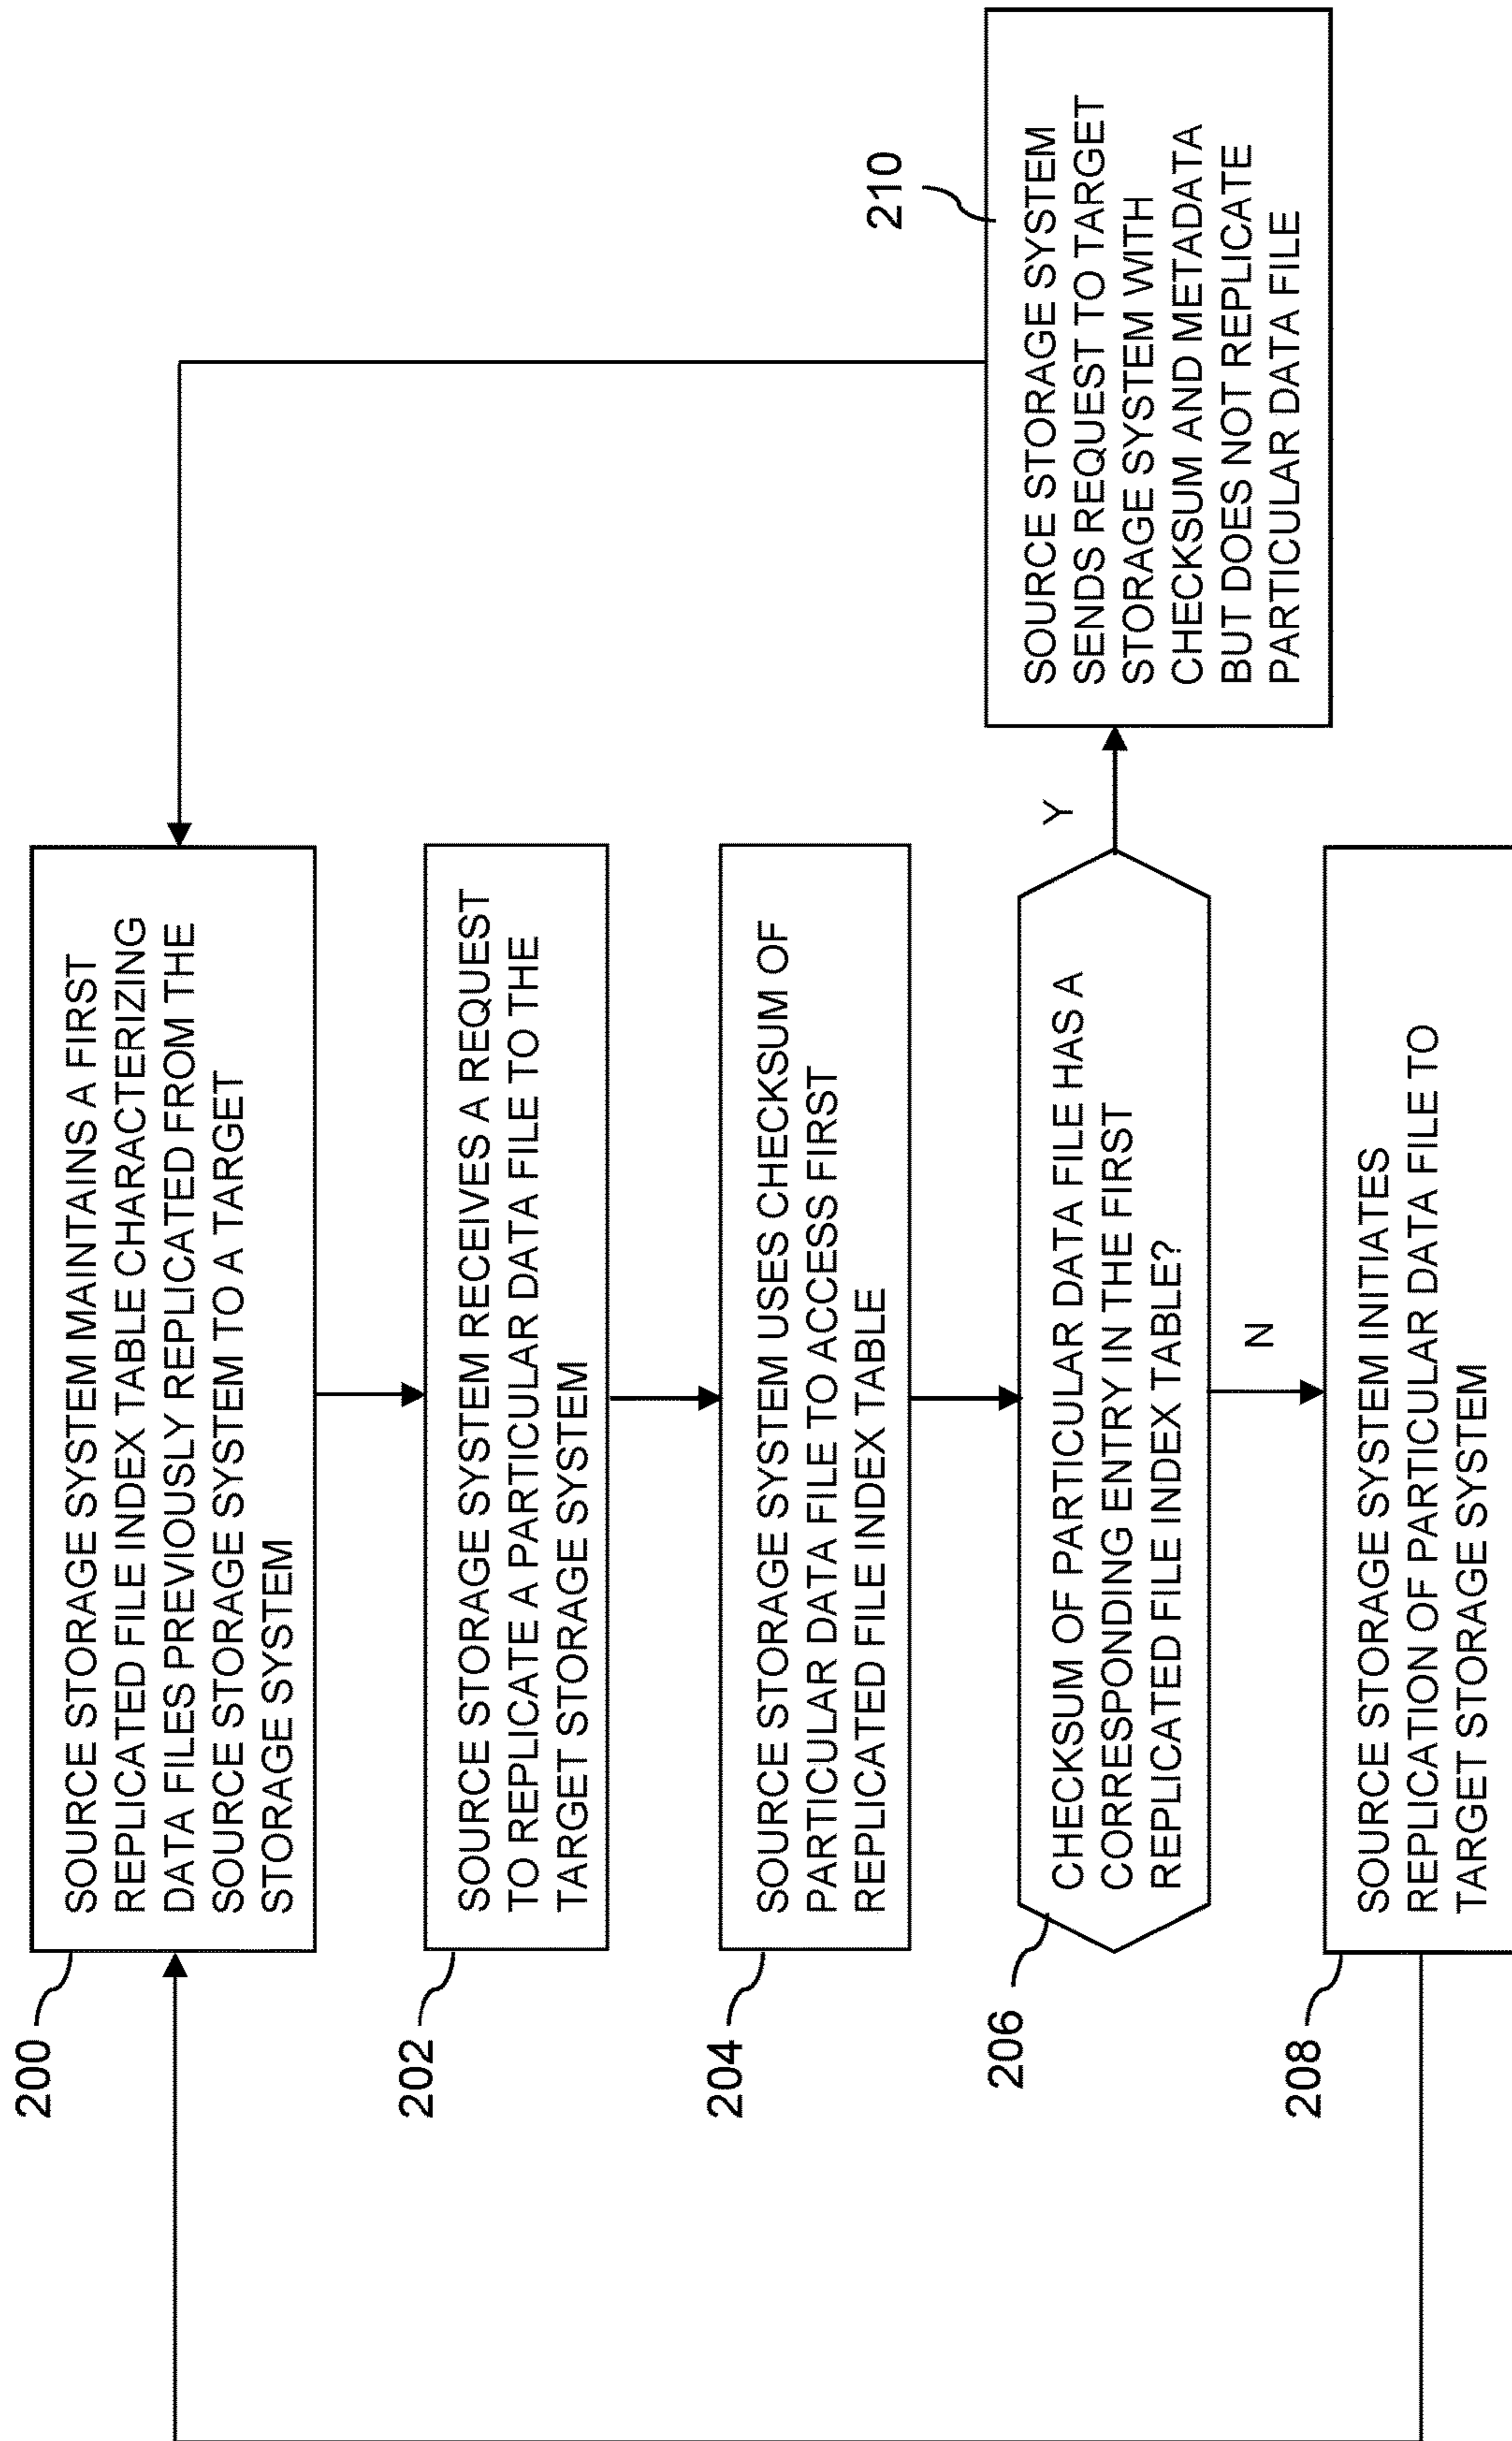 200
SOURCE STORAGE SYSTEM MAINTAINS A FIRST
REPLICATED FILE INDEX TABLE CHARACTERIZING
DATA FILES PREVIOUSLY REPLICATED FROM THE
SOURCE STORAGE SYSTEM TO A TARGET
STORAGE SYSTEM
202
SOURCE STORAGE SYSTEM RECEIVES A REQUEST
TO REPLICATE A PARTICULAR DATA FILE TO THE
TARGET STORAGE SYSTEM
204
SOURCE STORAGE SYSTEM USES CHECKSUM OF
PARTICULAR DATA FILE TO ACCESS FIRST
REPLICATED FILE INDEX TABLE
206
CHECKSUM OF PARTICULAR DATA FILE HAS A
CORRESPONDING ENTRY IN THE FIRST
REPLICATED FILE INDEX TABLE?
Y
210
SOURCE STORAGE SYSTEM
SENDS REQUEST TO TARGET
STORAGE SYSTEM WITH
CHECKSUM AND METADATA
BUT DOES NOT REPLICATE
PARTICULAR DATA FILE
N
208
SOURCE STORAGE SYSTEM INITIATES
REPLICATION OF PARTICULAR DATA FILE TO
TARGET STORAGE SYSTEM